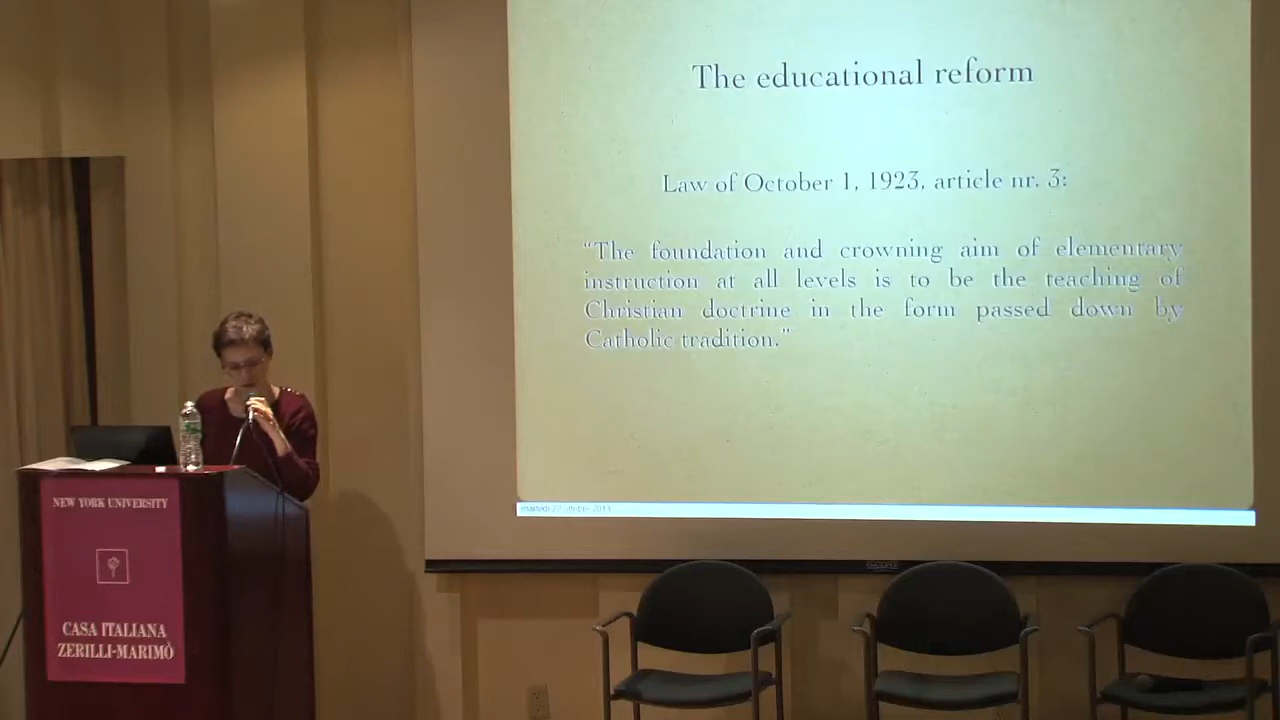 The educational reform
Law of October 1, 1923, article nr. 3:
“The foundation and crowning aim of elementary
instruction at all levels is to be the teaching of
Christian doctrine in the form passed down by
Catholic tradition.”
2013
NEW YORK UNIVERSITY
CASA ITALIANA
ZERILLI-MARIMÒ